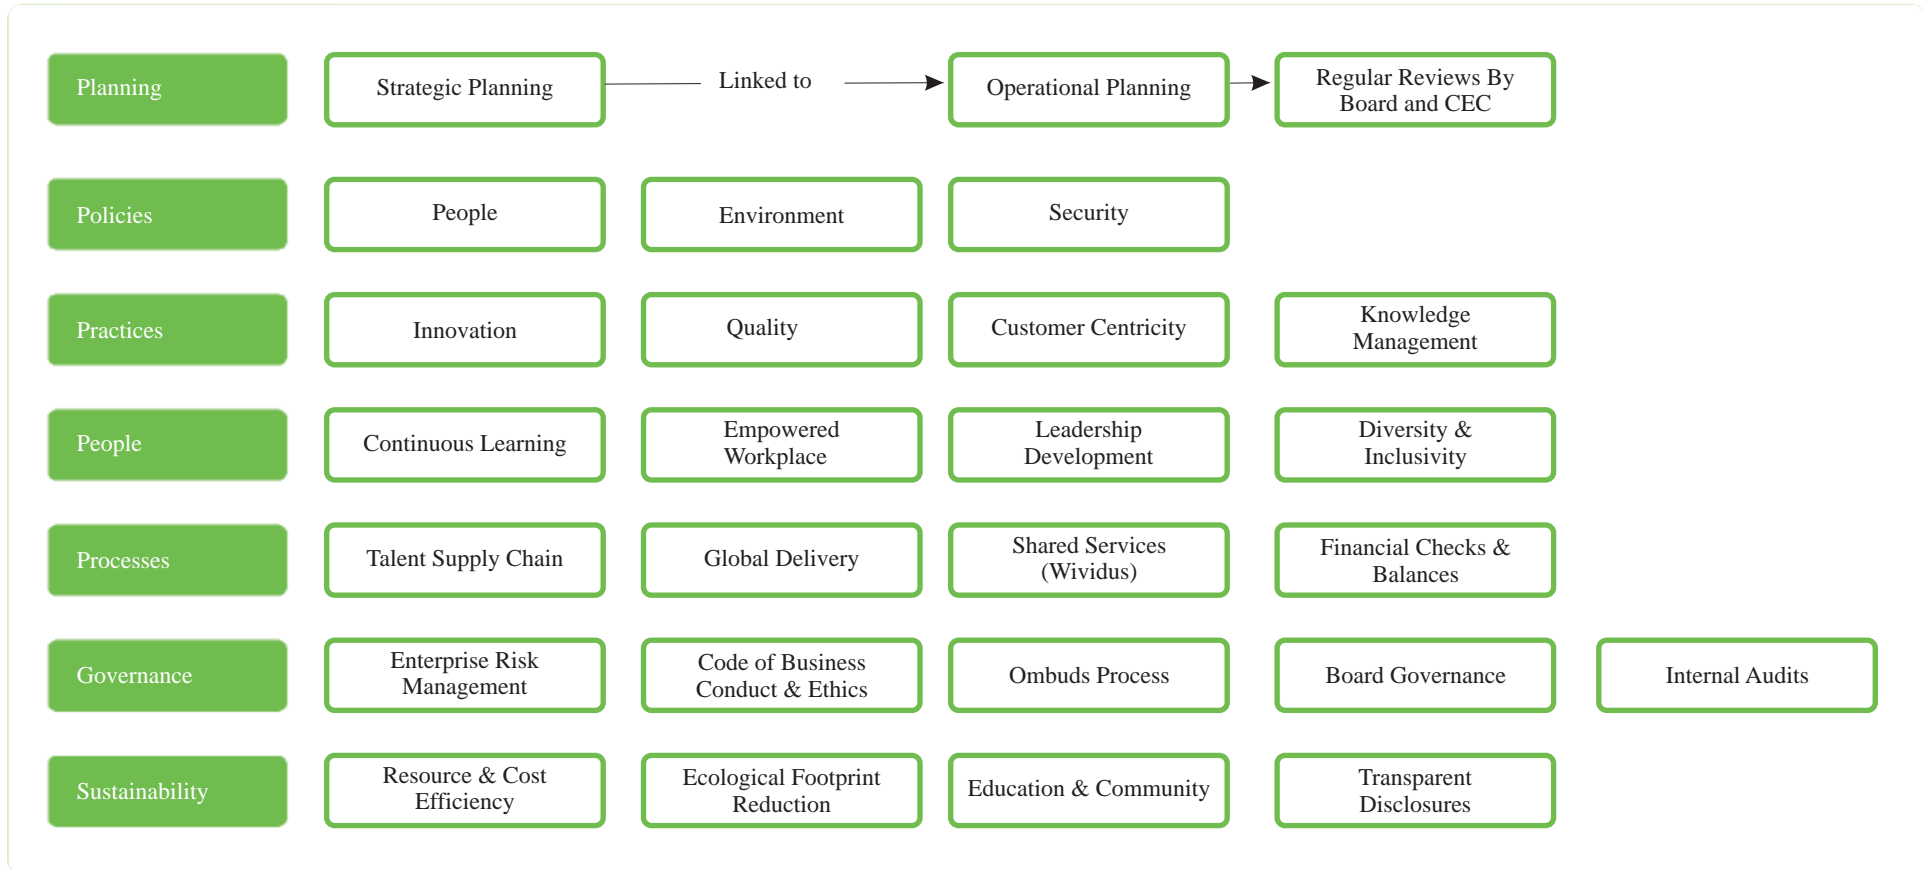 Planning
Strategic Planning
Linked to
Operational Planning
Regular Reviews By
Board and CEC
Policies
People
Environment
Security
Practices
Innovation
Quality
Customer Centricity
Knowledge
Management
People
Continuous Learning
Empowered
Workplace
Leadership
Development
Diversity &
Inclusivity
Processes
Talent Supply Chain
Global Delivery
Shared Services
(Wividus)
Financial Checks &
Balances
Governance
Enterprise Risk
Management
Code of Business
Conduct & Ethics
Ombuds Process
Board Governance
Internal Audits
Sustainability
Resource & Cost
Efficiency
Ecological Footprint
Reduction
Education & Community
Transparent
Disclosures